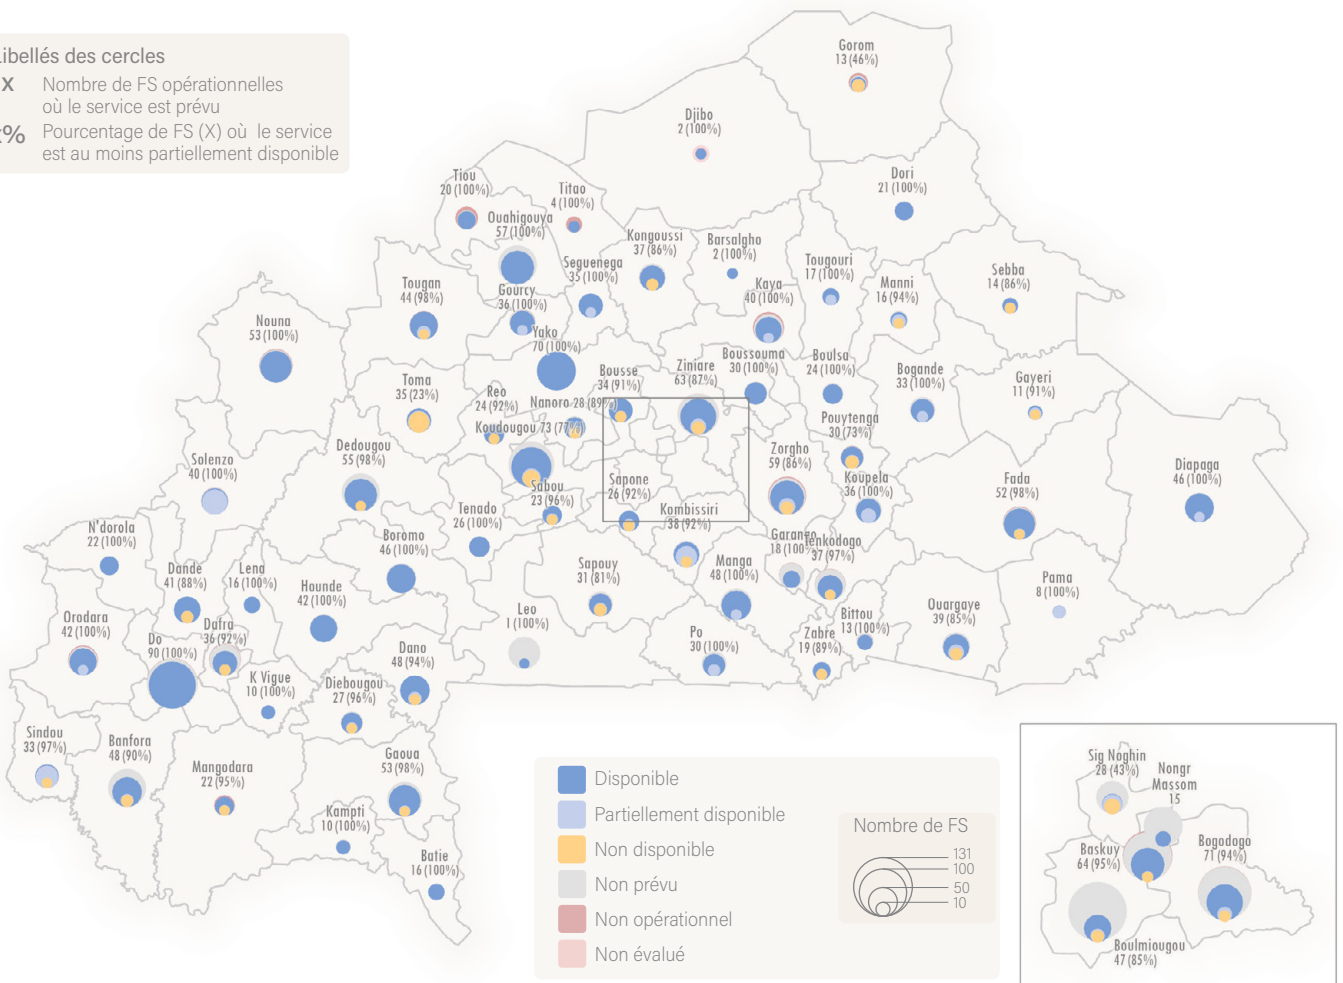 Libellés des cercles
X Nombre de FS opérationnelles
où le service est prévu
x% Pourcentage de FS (X) où le service
est au moins partiellement disponible
Gorom
13 (46%)
Djibo
2 (100%)
Dori
21 (100%)
Tiou
20 (100%)
Titao
4 (100%)
Ouahigouya
57 (100%)
Kongoussi
37 (86%)
Barsalgho
2 (100%)
Tougouri
17 (100%)
Seguenega
35 (100%)
Sebba
14 (86%)
Manni
16 (94%)
Kaya
40 (100%)
Tougan
44 (98%)
Gourcy
36 (100%)
Nouna
53 (100%)
Yako
70 (100%)
Boussouma
30 (100%)
Boulsa
24 (100%)
Bousse
34 (91%)
Ziniare
63 (87%)
Bogande
33 (100%)
Gayeri
11 (91%)
Toma
35 (23%)
Reo
24 (92%)
Nanoro 28 (89%)
Koudougou 73 (77%)
Pouytenga
30 (73%)
Dedougou
55 (98%)
Solenzo
40 (100%)
Zorgho
59 (86%)
Diapaga
46 (100%)
Koupela
36 (100%)
Fada
52 (98%)
Sabou
23 (96%)
Sapone
26 (92%)
Kombissiri
38 (92%)
Tenado
26 (100%)
N'dorola
22 (100%)
Boromo
46 (100%)
Garango
18 (100%)
Tenkodogo
37 (97%)
Dande
41 (88%)
Lena
16 (100%)
Hounde
42 (100%)
Sapouy
31 (81%)
Manga
48 (100%)
Pama
8 (100%)
Orodara
42 (100%)
Dafra
36 (92%)
Leo
1 (100%)
Bittou
13 (100%)
Ouargaye
39 (85%)
Do
90 (100%)
Dano
48 (94%)
Po
30 (100%)
Zabre
19 (89%)
K Vigue
10 (100%)
Diebougou
27 (96%)
Sindou
33 (97%)
Banfora
48 (90%)
Mangodara
22 (95%)
Gaoua
53 (98%)
Kampti
10 (100%)
Batie
16 (100%)
Disponible
Partiellement disponible
Non disponible
Non prévu
Non opérationnel
Non évalué
Nombre de FS
131
100
50
10
Sig Noghin
28 (43%)
Nongr
Massom
15
Baskuy
64 (95%)
Bogodogo
71 (94%)
Boulmiougou
47 (85%)